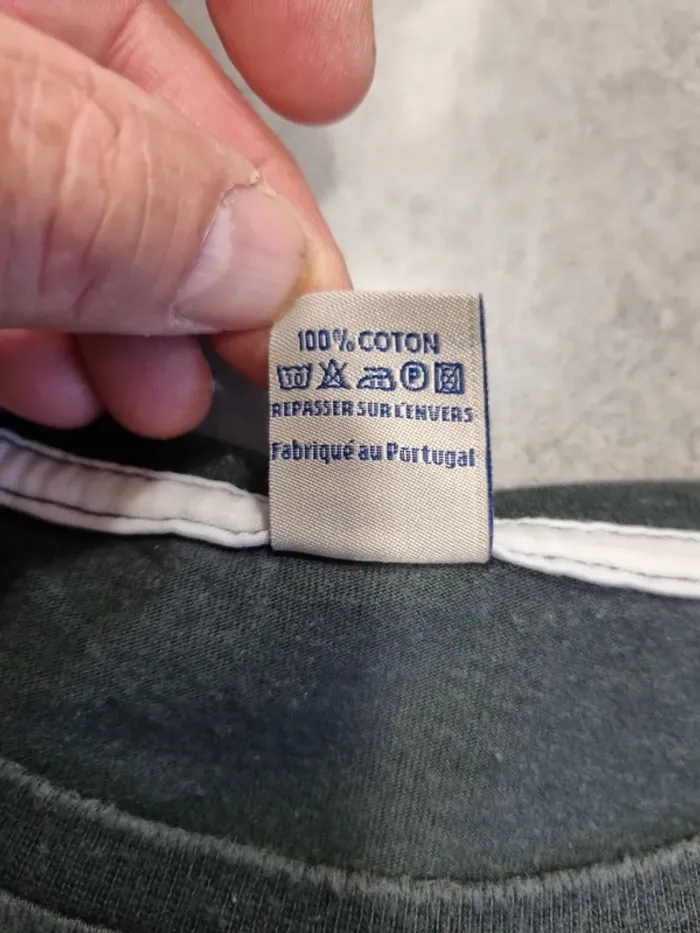 100% COTON
P
REPASSER SUR L'ENVERS
Fabriqué au Portugal